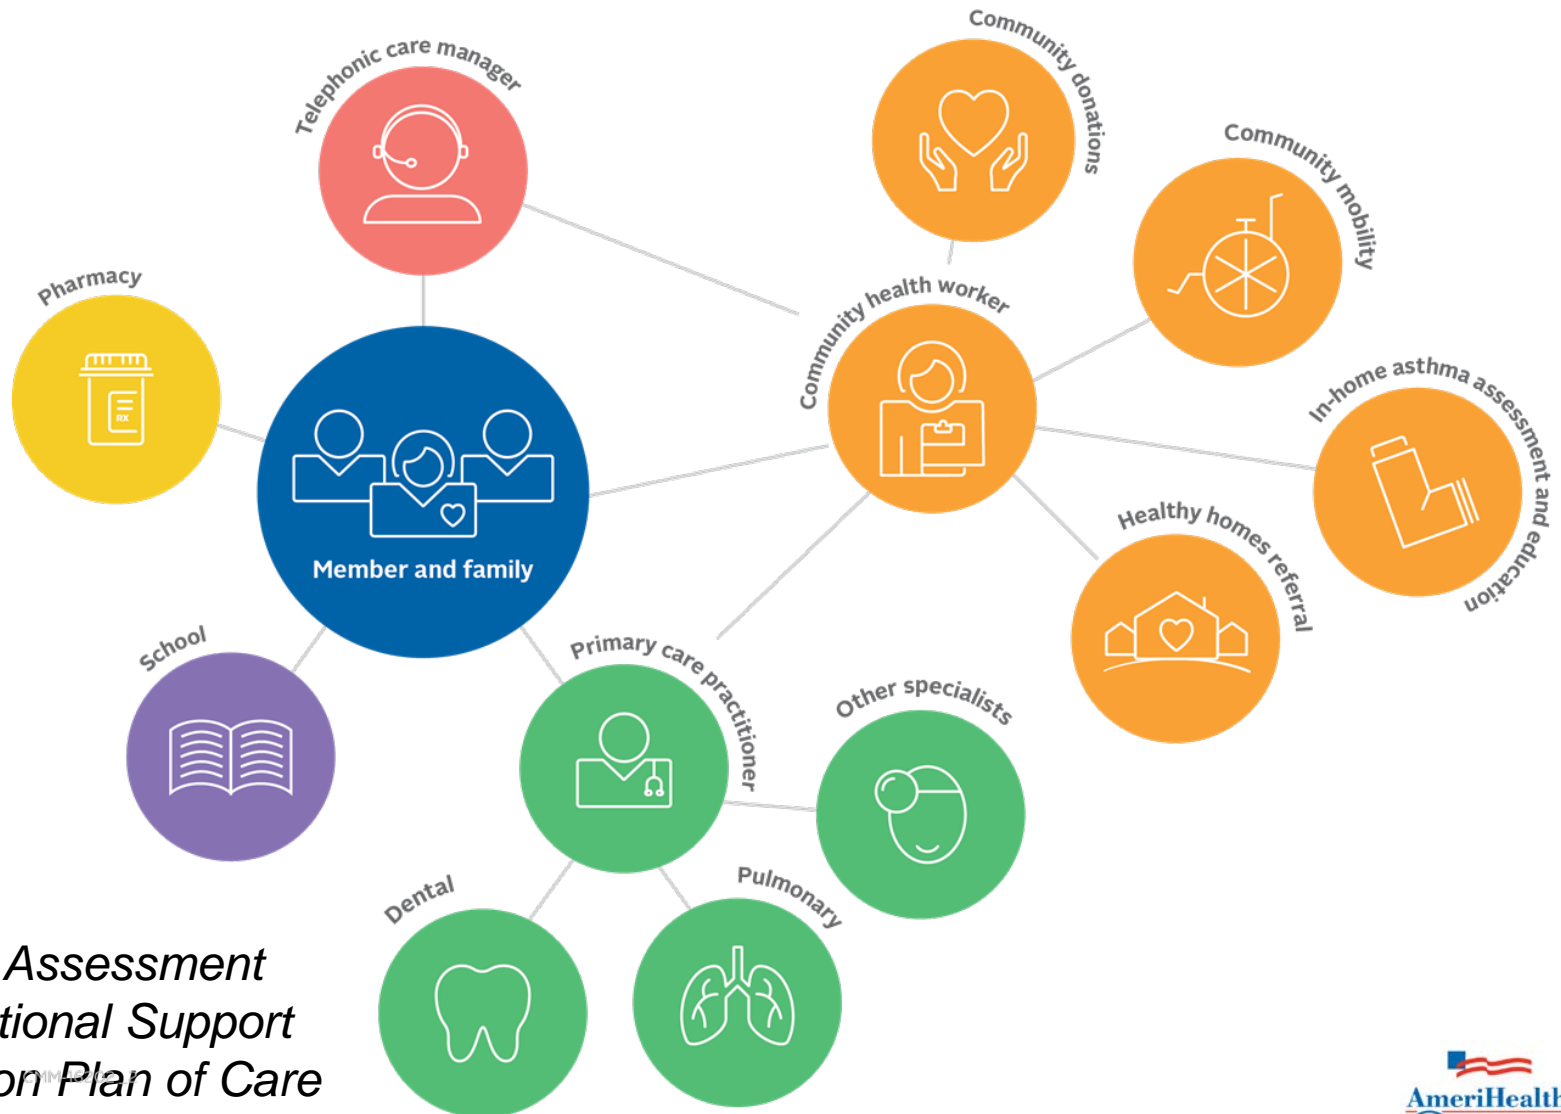 Community donations
Telephonic care manager
Community mobility
Pharmacy
Community health worker
RX
In-home asthma assessment and education
Healthy homes referral
Member and family
School
Primary care practitioner
Other specialists
Dental
Pulmonary
Assessment
tional Support
on Plan of Care
AmeriHealth